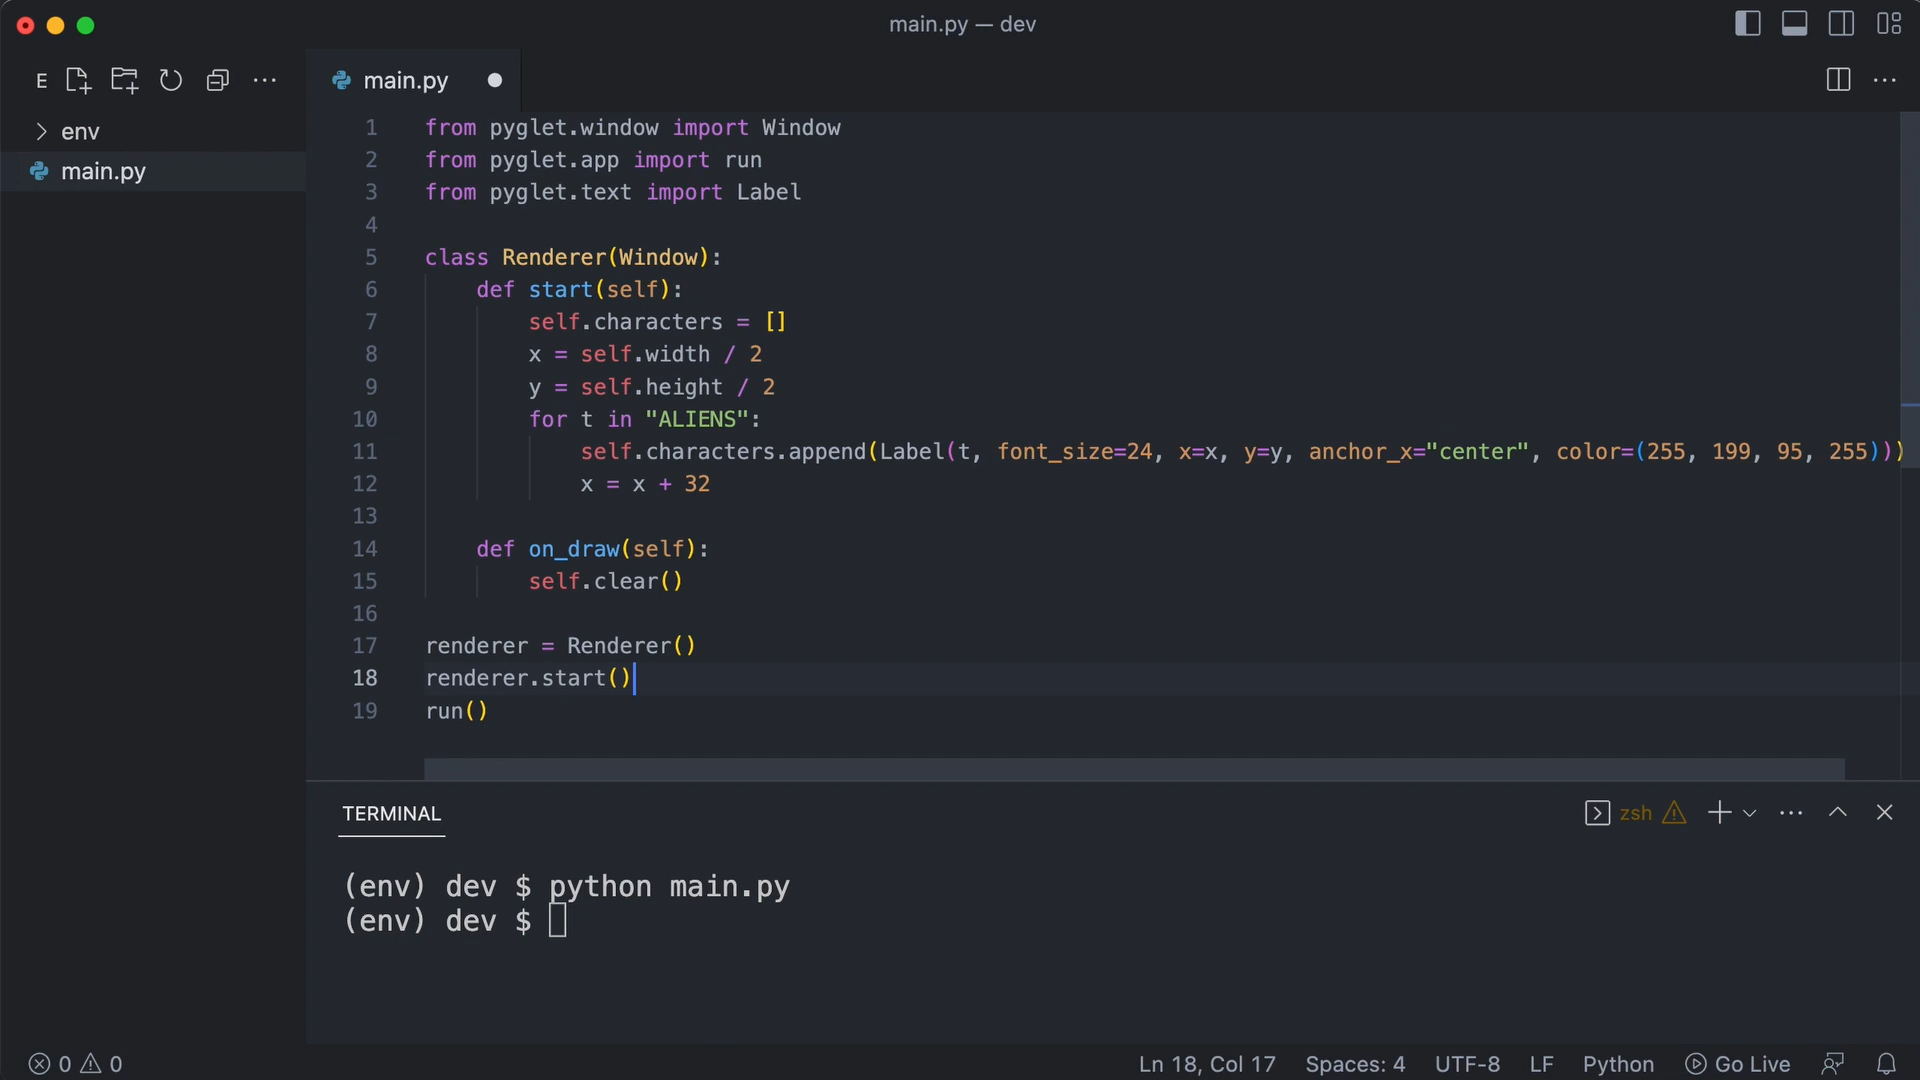 main.py — dev
E
main.py
env
main.py
1 from pyglet.window import Window
2 from pyglet.app import run
3 from pyglet.text import Label
4
5 class Renderer(Window):
6     def start(self):
7         self.characters = []
8         x = self.width / 2
9         y = self.height / 2
10         for t in "ALIENS":
11             self.characters.append(Label(t, font_size=24, x=x, y=y, anchor_x="center", color=(255, 199, 95, 255)))
12             x = x + 32
13
14     def on_draw(self):
15         self.clear()
16
17 renderer = Renderer()
18 renderer.start()
19 run()
TERMINAL
zsh
(env) dev $ python main.py
(env) dev $
0 0
Ln 18, Col 17 Spaces: 4 UTF-8 LF Python Go Live